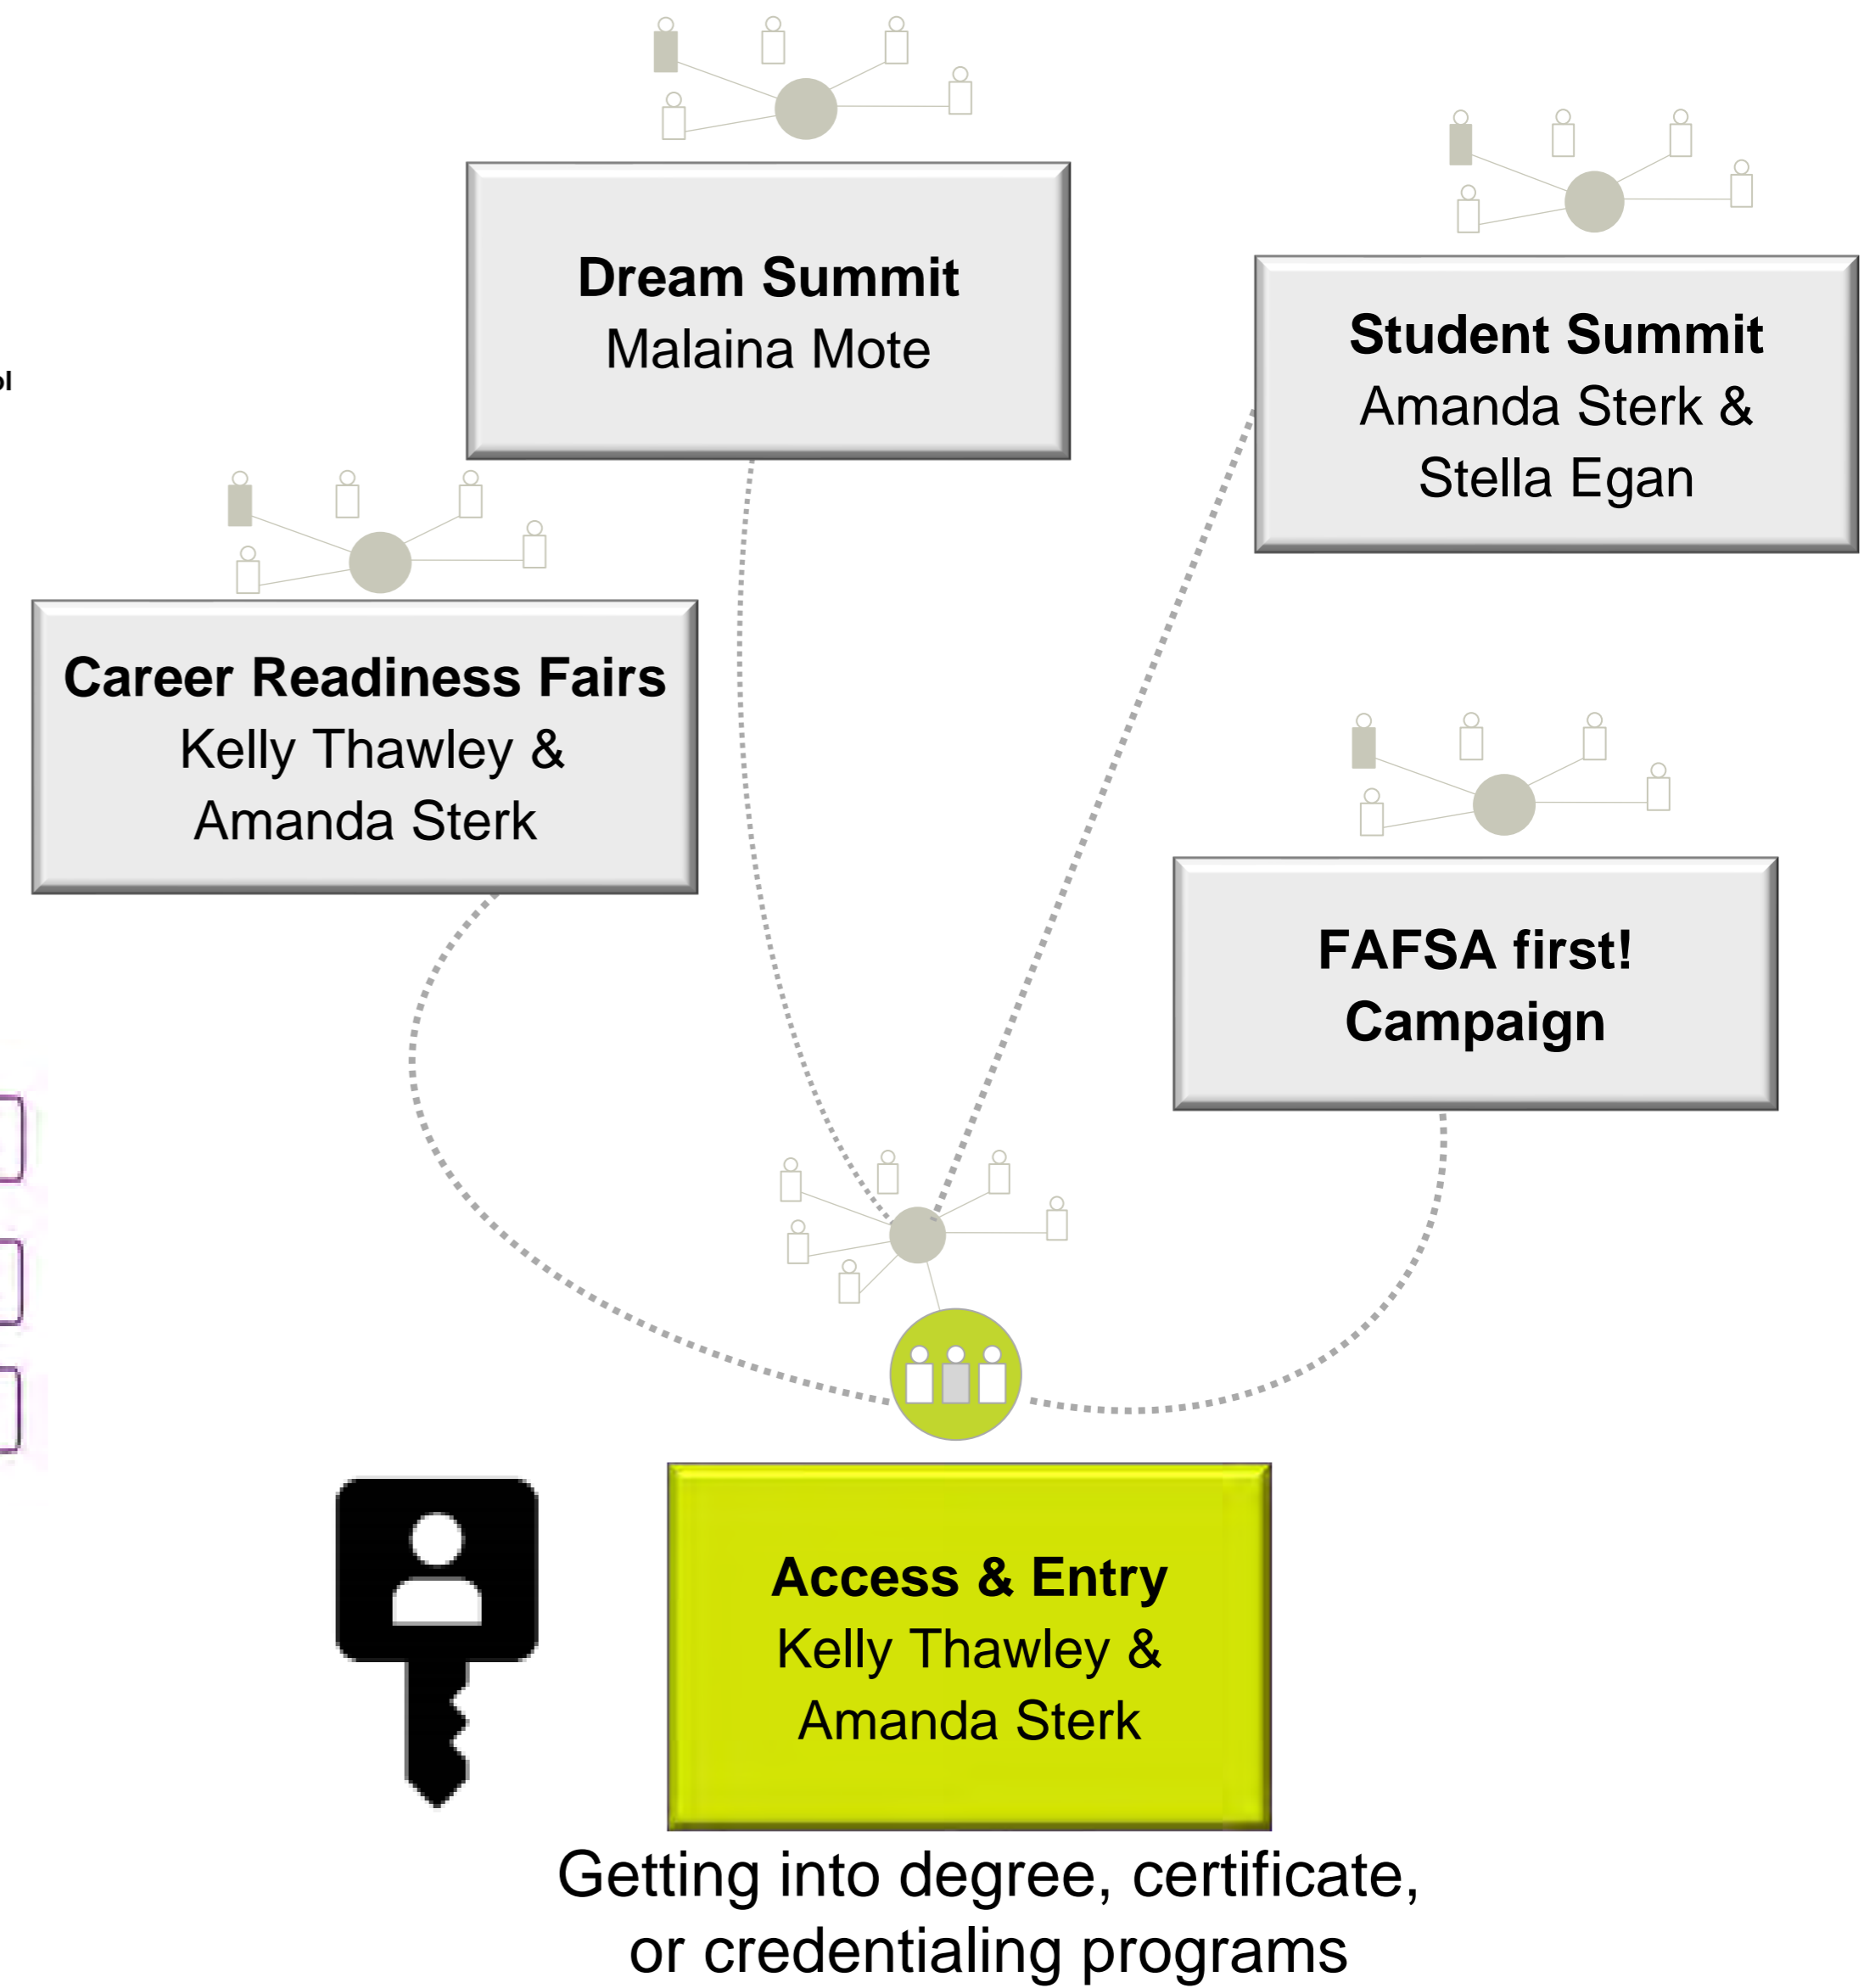 Dream Summit
Malaina Mote
Student Summit
Amanda Sterk &
Stella Egan
Career Readiness Fairs
Kelly Thawley &
Amanda Sterk
FAFSA first!
Campaign
Access & Entry
Kelly Thawley &
Amanda Sterk
Getting into degree, certificate,
or credentialing programs